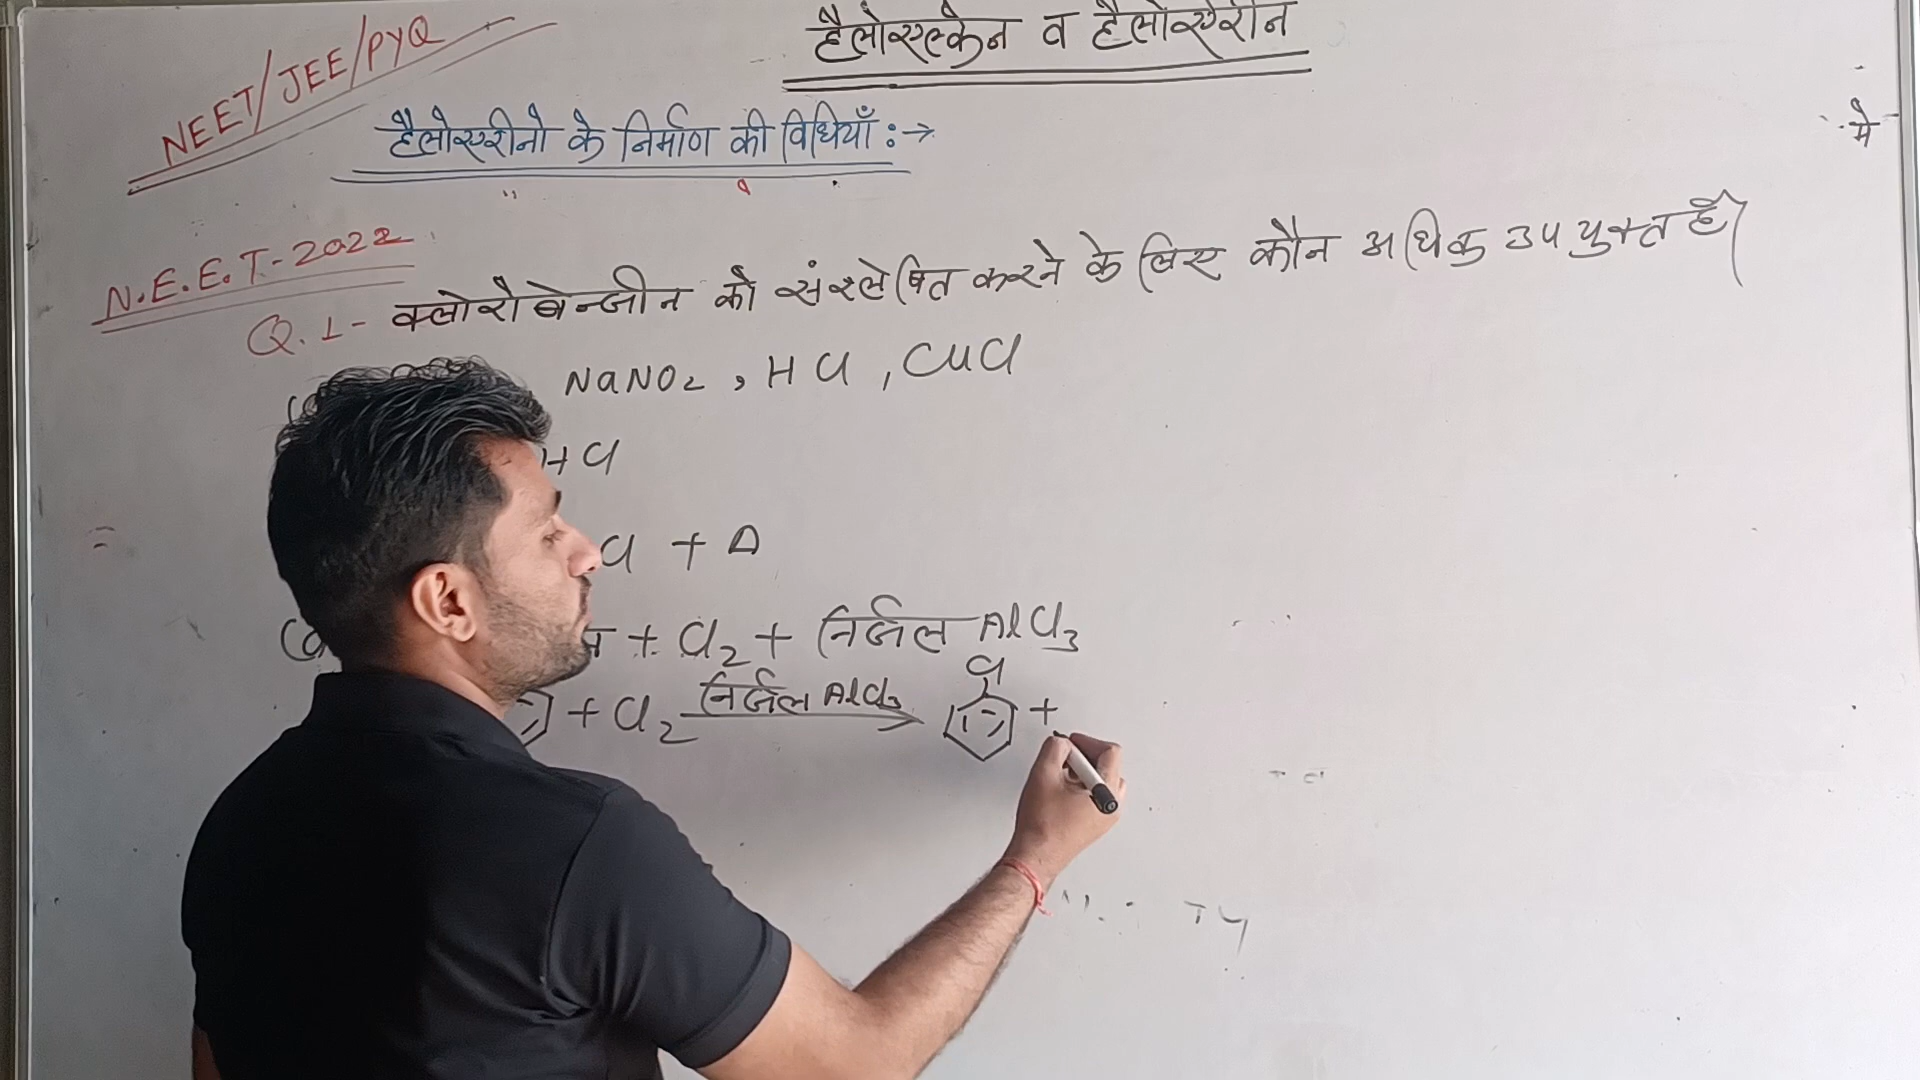 हैलोएल्केन व हैलोएरीन
NEET/JEE/PYQ
हैलोएरीनो के निर्माण की विधियाँ :→
मे
N.E.E.T-2022
Q.1- क्लोरोबेन्जीन को संश्लेषित करने के लिए कौन अधिक उपयुक्त है।
NaNO₂, HCl, CuCl
HCl
Cl + Δ
+ Cl₂ + निर्जल AlCl₃
Cl
+ Cl₂ निर्जल AlCl₃ +